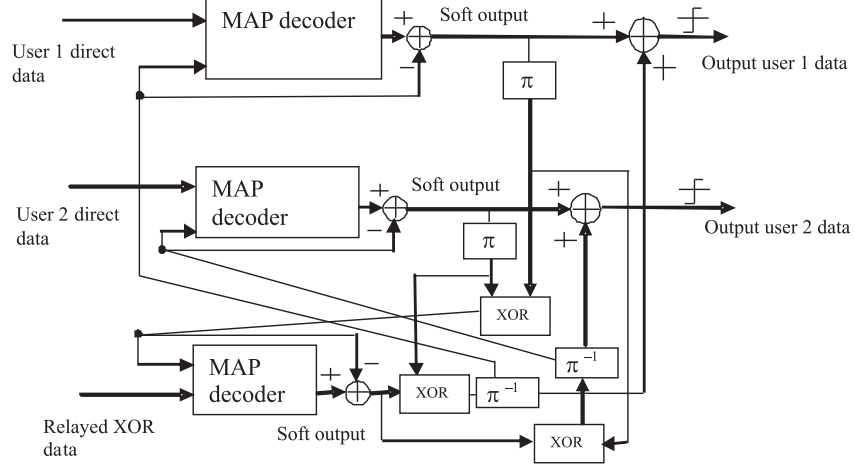 MAP decoder
+
Soft output
+
User 1 direct
data
−
π
+
Output user 1 data
MAP
decoder
+
Soft output
+
User 2 direct
data
−
π
+
Output user 2 data
XOR
MAP
decoder
−
+
XOR
π −1
π −1
Relayed XOR
data
Soft output
XOR